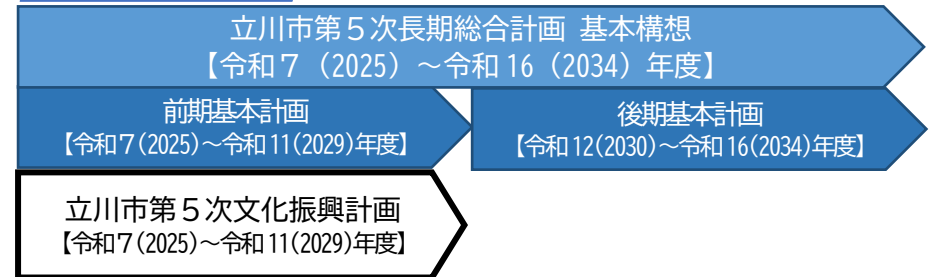 立川市第５次長期総合計画 基本構想
【令和７（2025）～令和 16（2034）年度】
前期基本計画
【令和７(2025)～令和 11(2029)年度】
後期基本計画
【令和 12(2030)～令和 16(2034)年度】
立川市第５次文化振興計画
【令和７(2025)～令和 11(2029)年度】